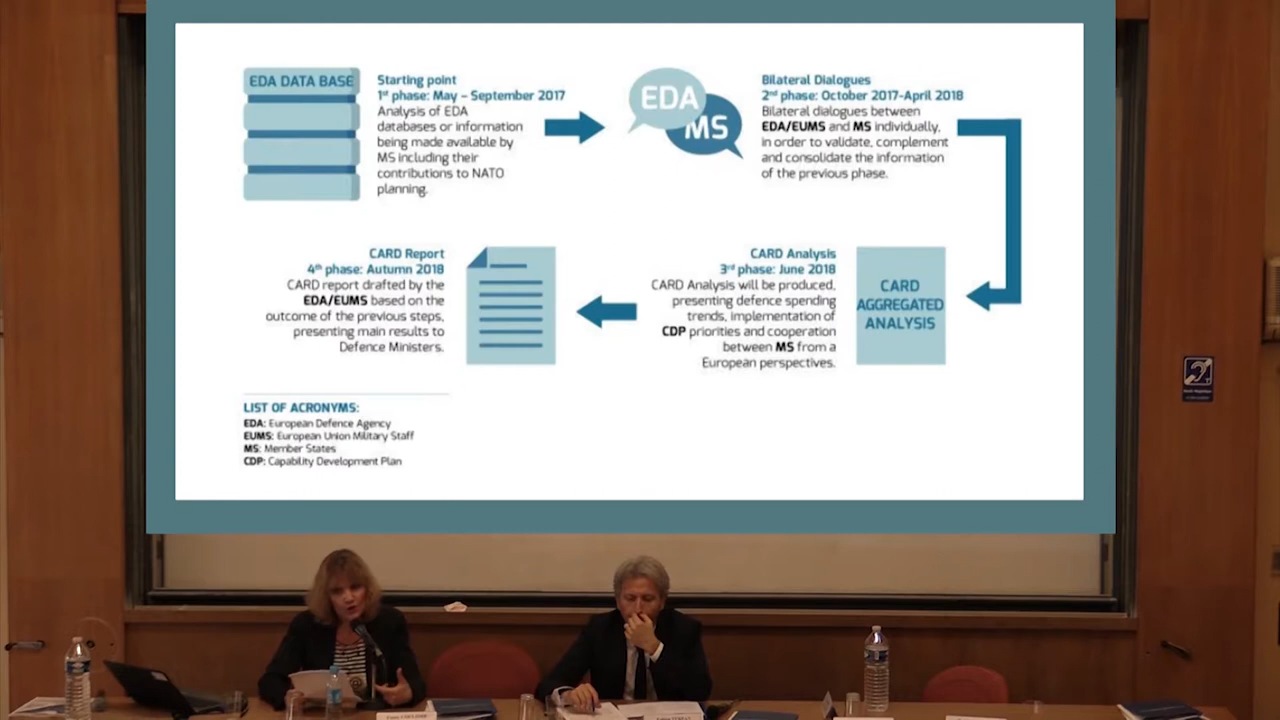 EDA DATA BASE
Starting point
1st phase: May – September 2017
Analysis of EDA
databases or information
being made available by
MS including their
contributions to NATO
planning.
EDA
MS
Bilateral Dialogues
2nd phase: October 2017-April 2018
Bilateral dialogues between
EDA/EUMS and MS individually,
in order to validate, complement
and consolidate the information
of the previous phase.
CARD
AGGREGATED
ANALYSIS
CARD Analysis
3rd phase: June 2018
CARD Analysis will be produced,
presenting defence spending
trends, implementation of
CDP priorities and cooperation
between MS from a
European perspectives.
CARD Report
4th phase: Autumn 2018
CARD report drafted by the
EDA/EUMS based on the
outcome of the previous steps,
presenting main results to
Defence Ministers.
LIST OF ACRONYMS:
EDA: European Defence Agency
EUMS: European Union Military Staff
MS: Member States
CDP: Capability Development Plan